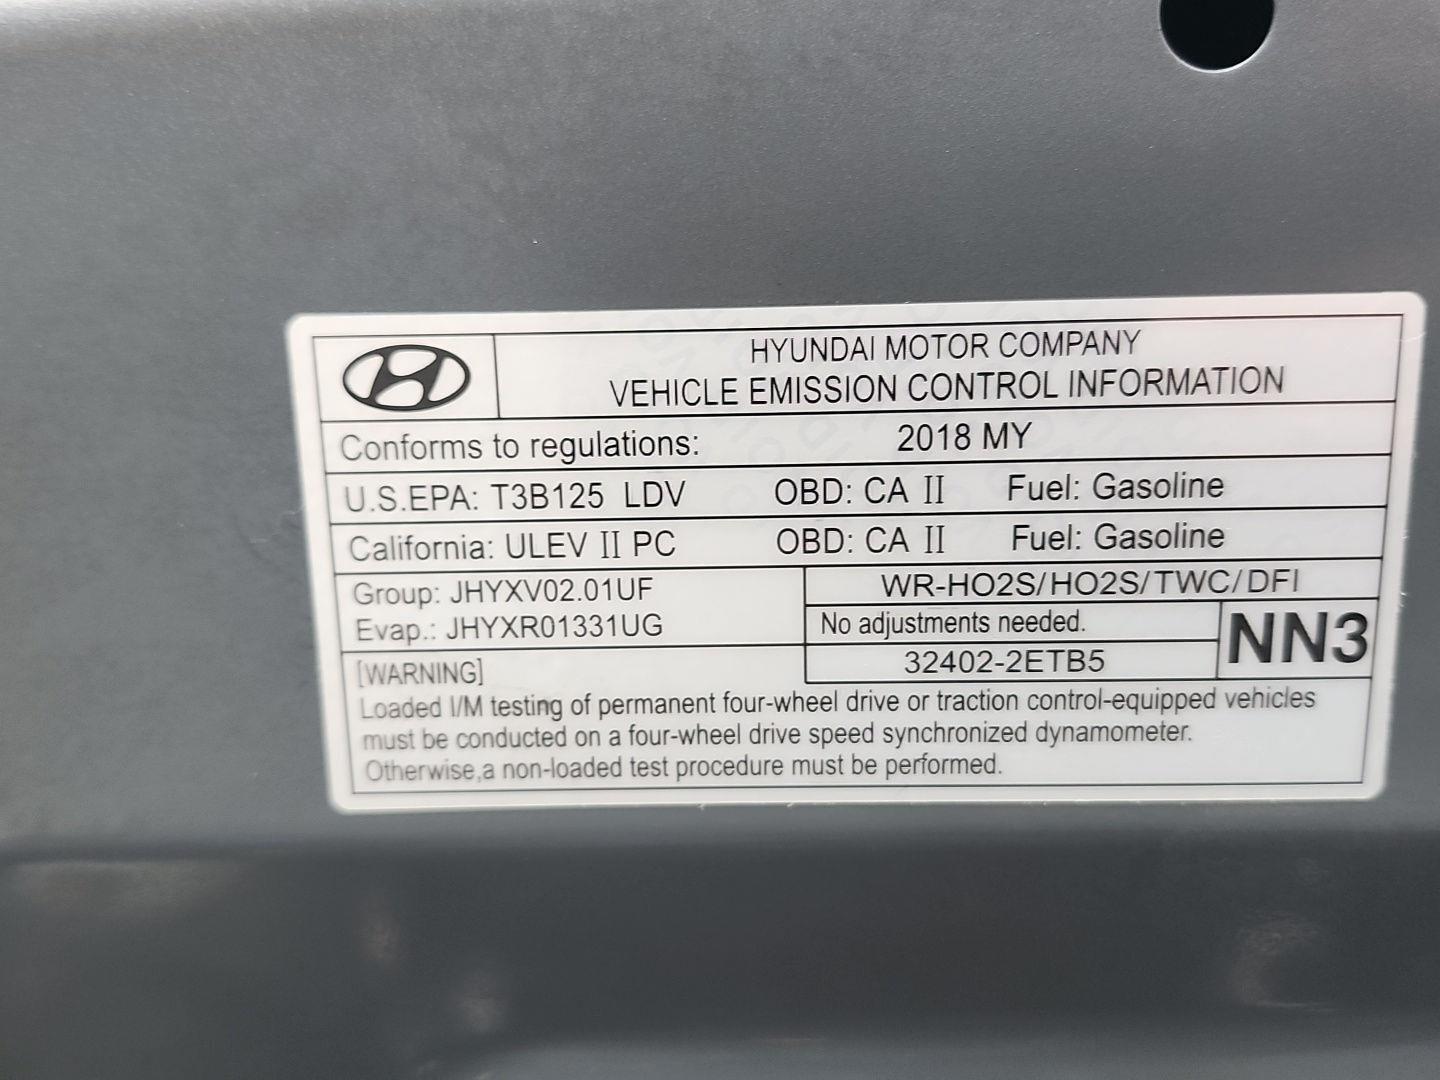 HYUNDAI MOTOR COMPANY
VEHICLE EMISSION CONTROL INFORMATION
Conforms to regulations: 2018 MY
U.S.EPA: T3B125 LDV OBD: CA II Fuel: Gasoline
California: ULEV II PC OBD: CA II Fuel: Gasoline
Group: JHYXV02.01UF
Evap.: JHYXR01331UG
WR-HO2S/HO2S/TWC/DFI
No adjustments needed.
32402-2ETB5
NN3
[WARNING]
Loaded I/M testing of permanent four-wheel drive or traction control-equipped vehicles
must be conducted on a four-wheel drive speed synchronized dynamometer.
Otherwise,a non-loaded test procedure must be performed.